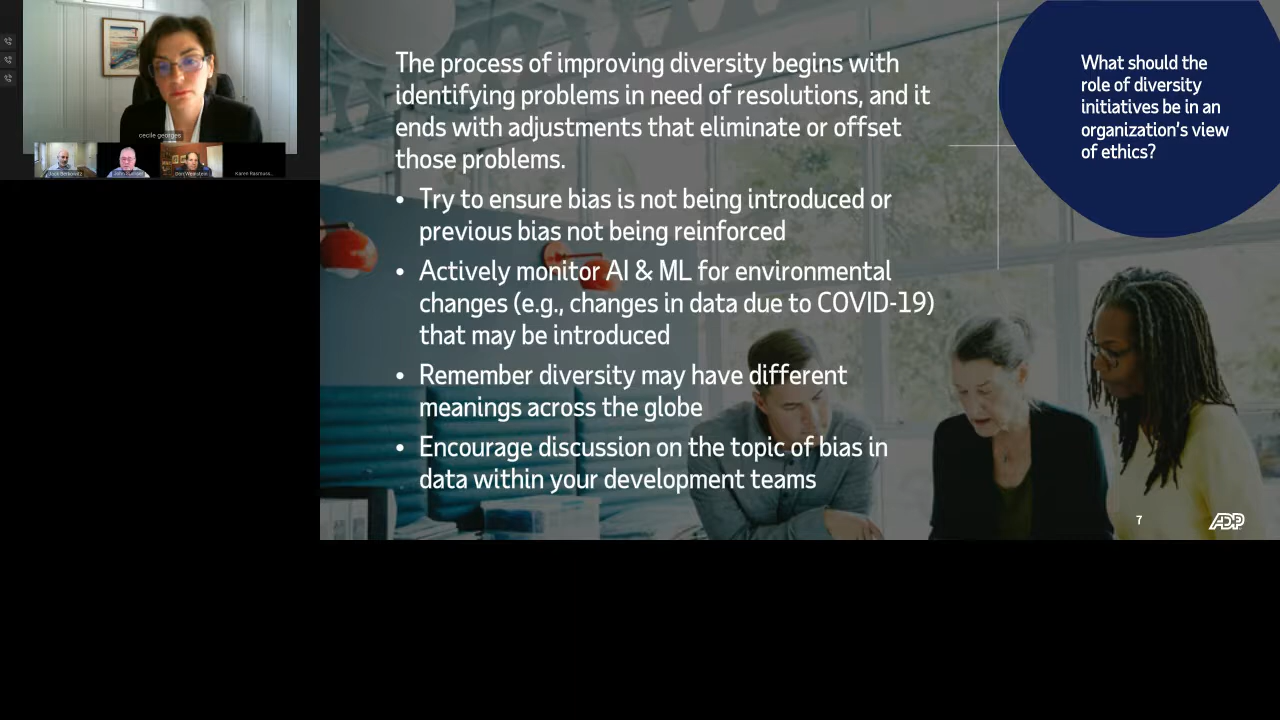 cecile georges
The process of improving diversity begins with
identifying problems in need of resolutions, and it
ends with adjustments that eliminate or offset
those problems.
• Try to ensure bias is not being introduced or
previous bias not being reinforced
• Actively monitor AI & ML for environmental
changes (e.g., changes in data due to COVID-19)
that may be introduced
• Remember diversity may have different
meanings across the globe
• Encourage discussion on the topic of bias in
data within your development teams
What should the
role of diversity
initiatives be in an
organization's view
of ethics?
7
ADP